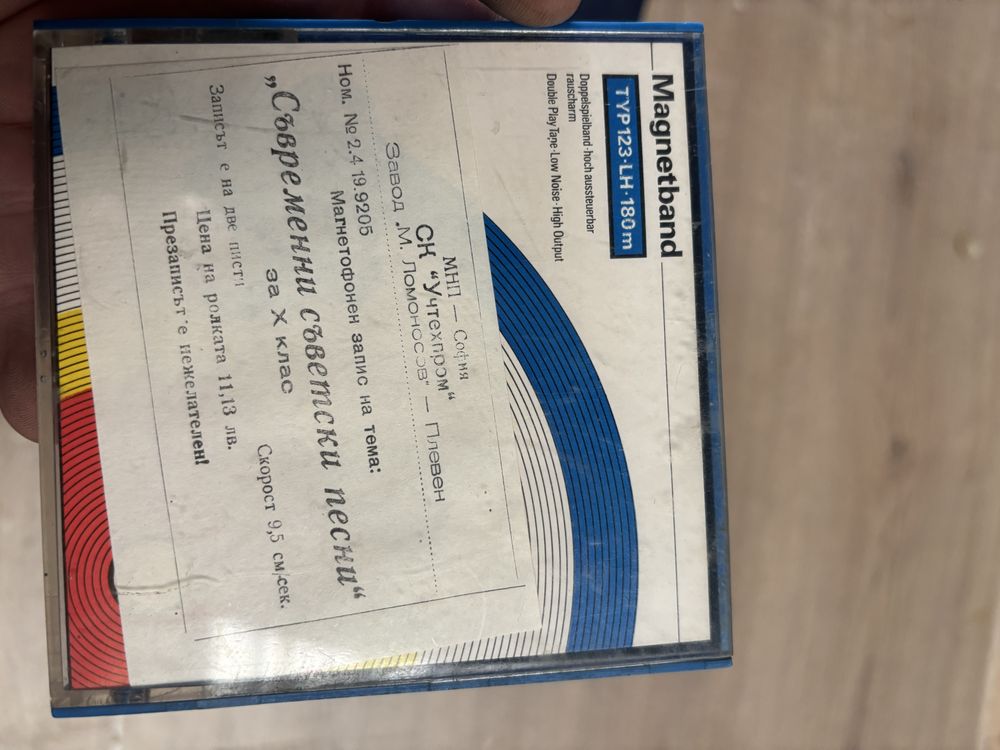 Magnetband
TYP 123·LH·180m
Doppelspielband·hoch aussteuerbar
rauscharm
Double Play Tape·Low Noise·High Output
МНП — София
СК "Учтехпром"
Завод „М. Ломоносов" — Плевен
Ном. № 2.4.19.9205
Магнетофонен запис на тема:
„Съвременни съветски песни“
за X клас
Скорост 9,5 см/сек.
Записът е на две писти
Цена на ролката 11,13 лв.
Презаписът е нежелателен!